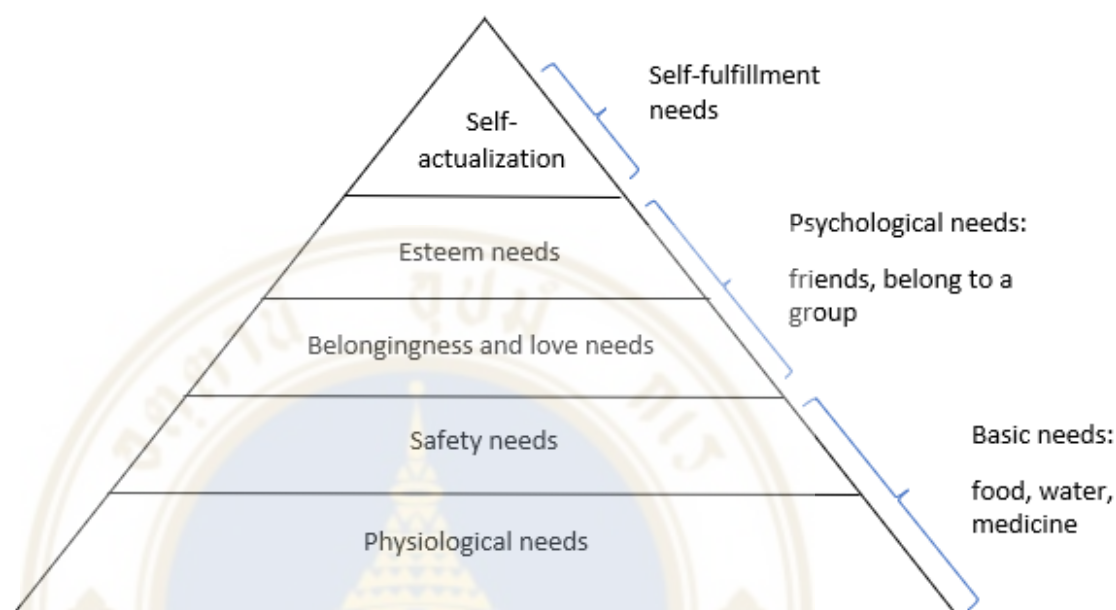 Self-fulfillment
needs
Self-
actualization
Psychological needs:
friends, belong to a
group
Esteem needs
Belongingness and love needs
Basic needs:
food, water,
medicine
Safety needs
Physiological needs